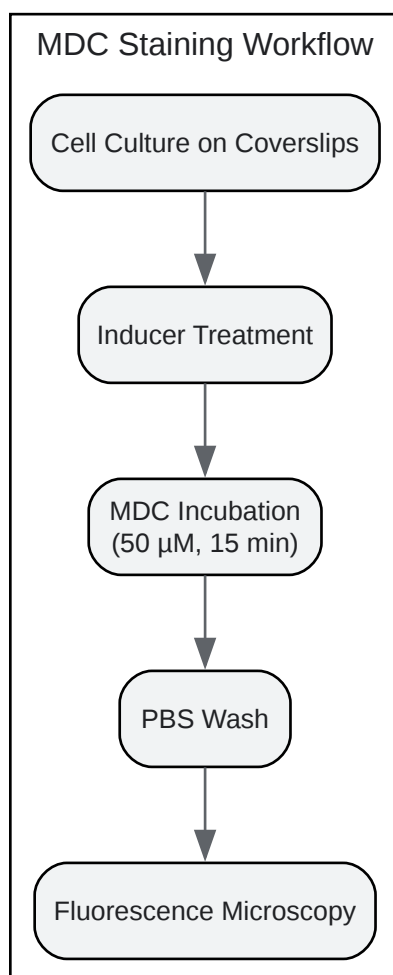 MDC Staining Workflow
Cell Culture on Coverslips
Inducer Treatment
MDC Incubation
(50 µM, 15 min)
PBS Wash
Fluorescence Microscopy